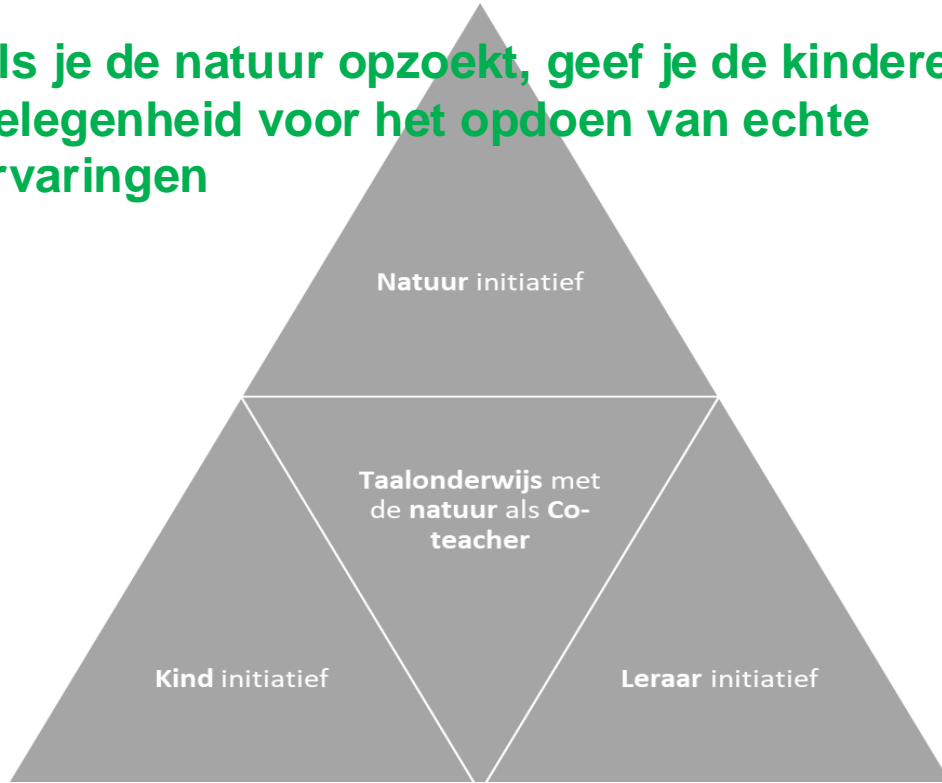 ls je de natuur opzoekt, geef je de kindere
elegenheid voor het opdoen van echte
rvaringen
Natuur initiatief
Taalonderwijs met
de natuur als Co-
teacher
Kind initiatief
Leraar initiatief